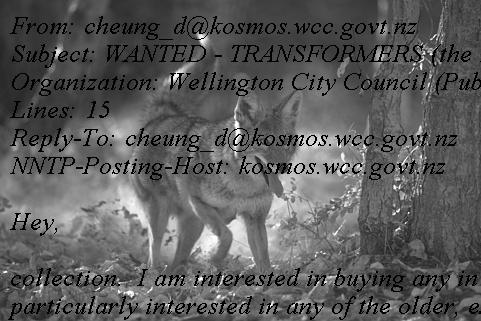 From: cheung_d@kosmos.wcc.govt.nz
Subject: WANTED - TRANSFORMERS (the
Organization: Wellington City Council (Pub
Lines: 15
Reply-To: cheung_d@kosmos.wcc.govt.nz
NNTP-Posting-Host: kosmos.wcc.govt.nz
Hey,
collection. I am interested in buying any in
particularly interested in any of the older, e